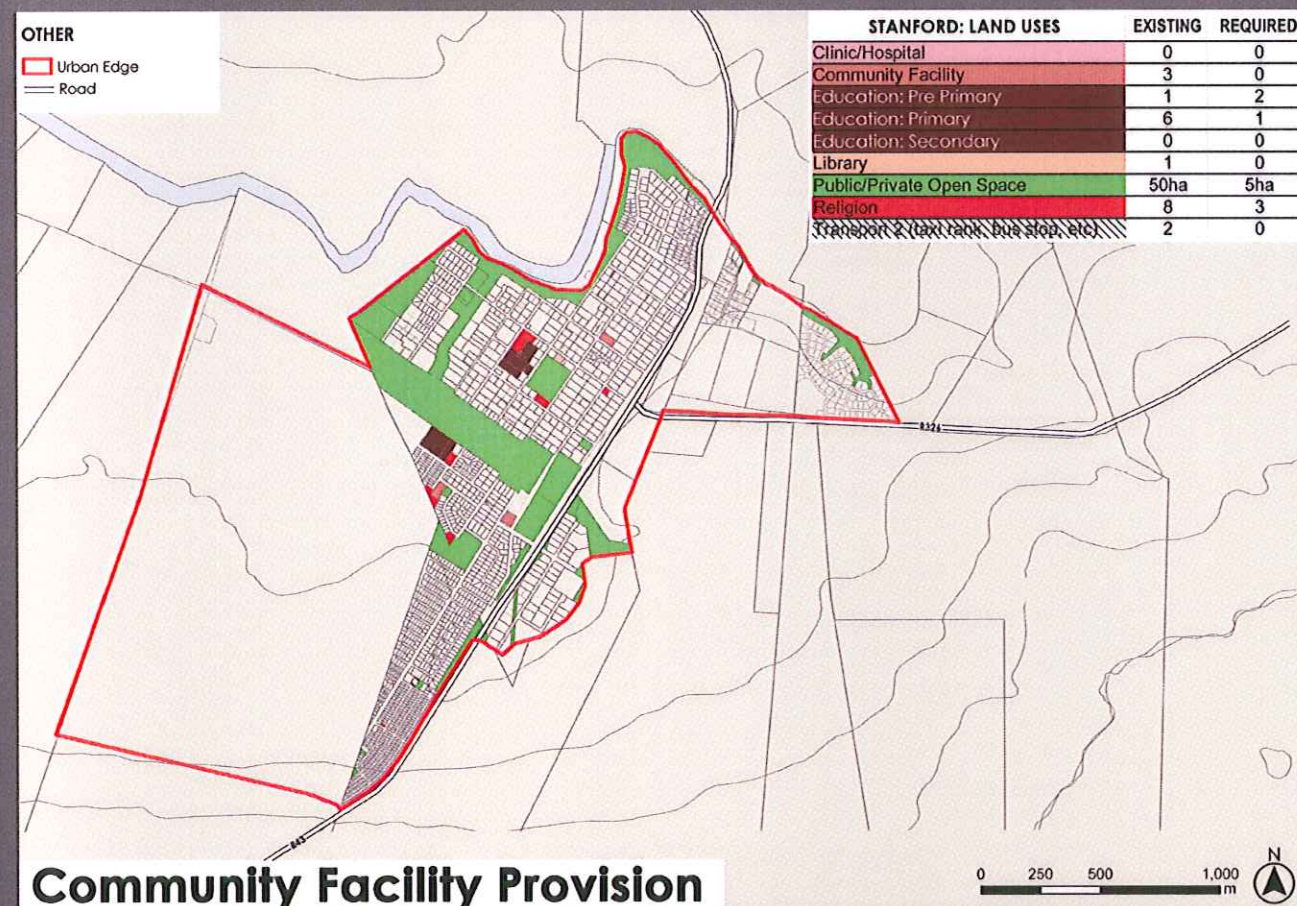 OTHER
Urban Edge
Road
STANFORD: LAND USES EXISTING REQUIRED
Clinic/Hospital 0 0
Community Facility 3 0
Education: Pre Primary 1 2
Education: Primary 6 1
Education: Secondary 0 0
Library 1 0
Public/Private Open Space 50ha 5ha
Religion 8 3
Transport 2 (taxi rank, bus stop, etc) 2 0
R326
R43
Community Facility Provision
0 250 500 1,000
m
N